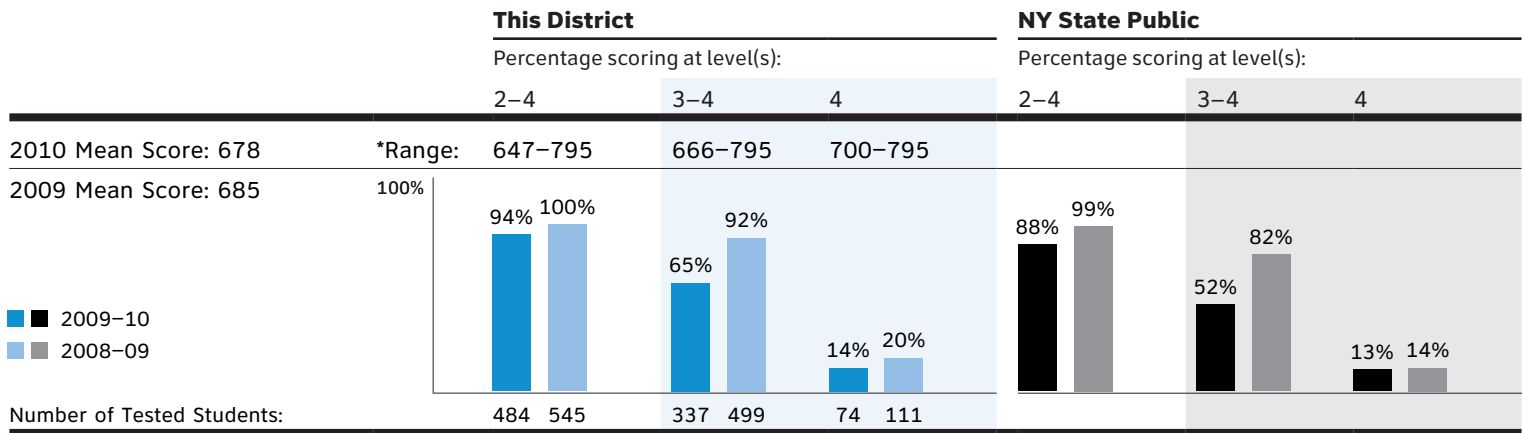 This District NY State Public
Percentage scoring at level(s): Percentage scoring at level(s):
2–4 3–4 4 2–4 3–4 4
2010 Mean Score: 678 *Range: 647–795 666–795 700–795
2009 Mean Score: 685 100%
94% 100% 65% 92% 14% 20% 88% 99% 52% 82% 13% 14%
2009–10
2008–09
Number of Tested Students: 484 545 337 499 74 111